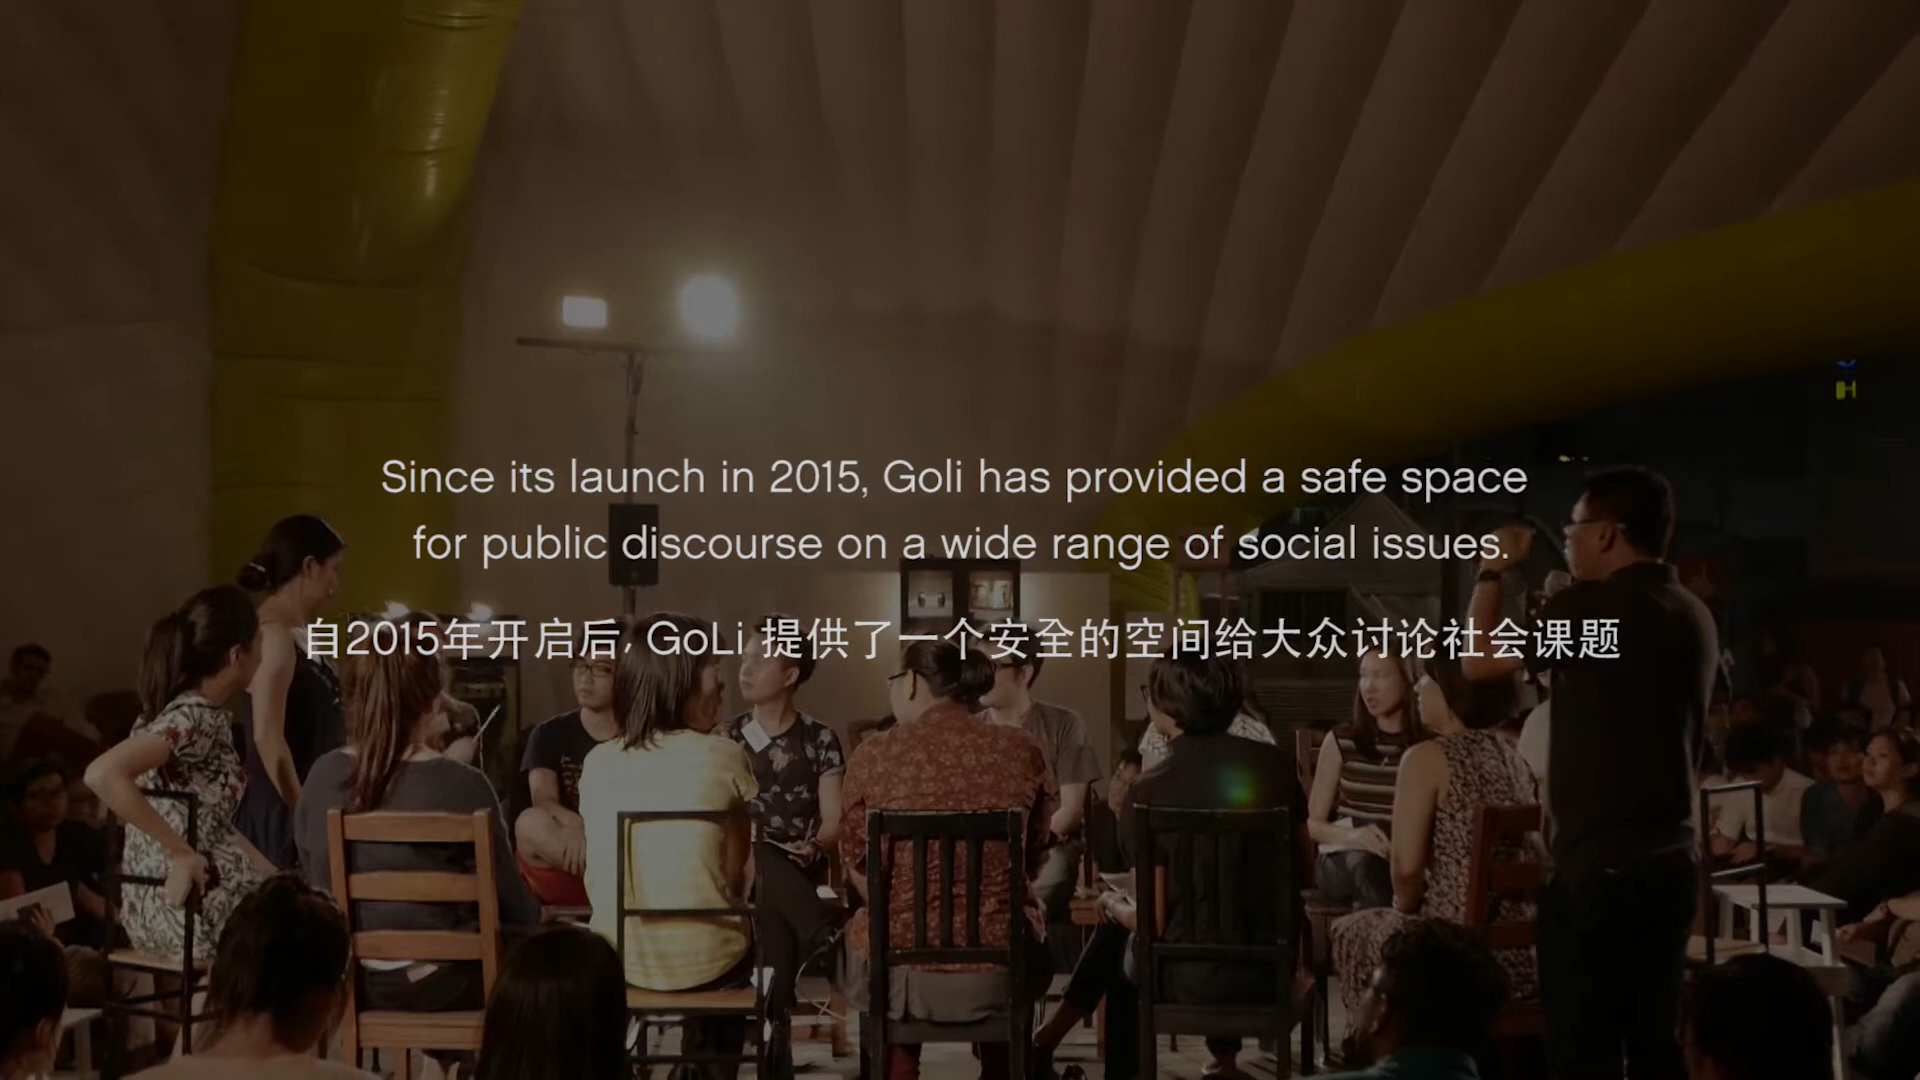 Since its launch in 2015, Goli has provided a safe space
for public discourse on a wide range of social issues.
自2015年开启后, GoLi 提供了一个安全的空间给大众讨论社会课题